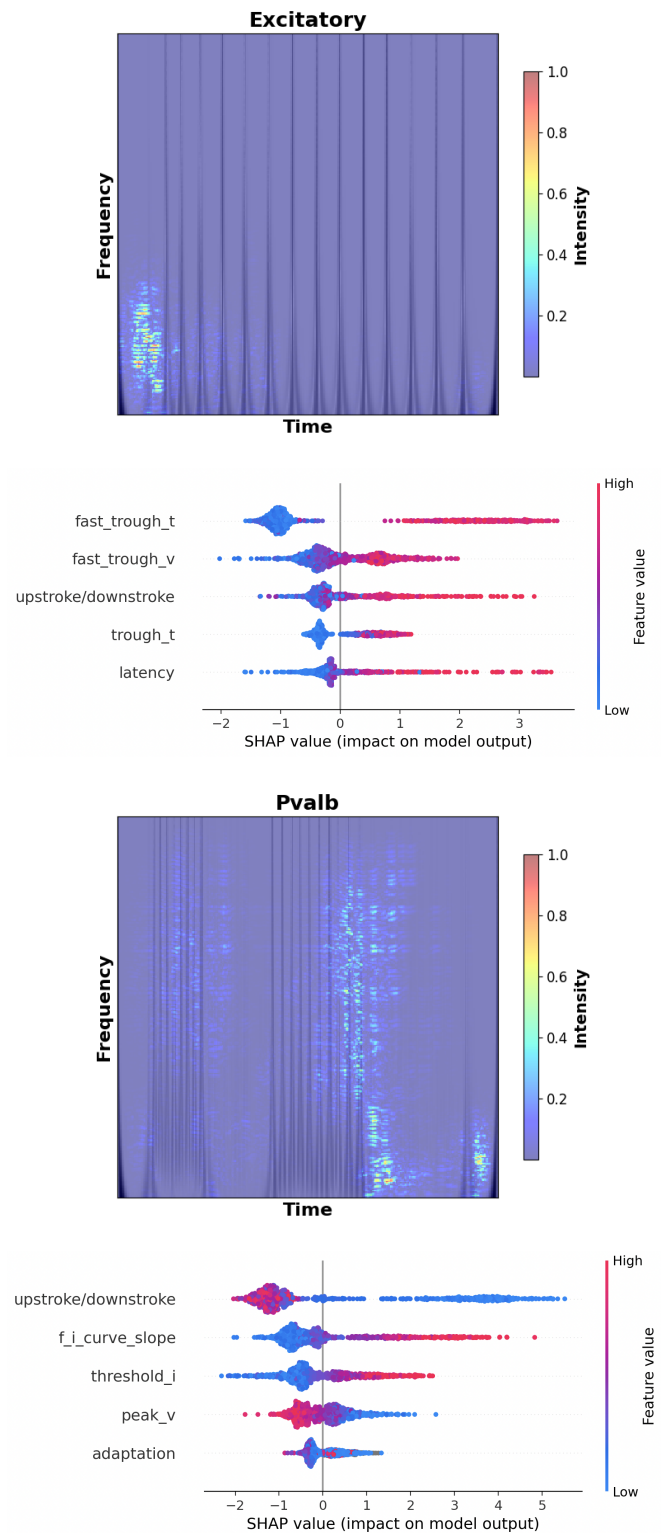 Excitatory
Frequency
Time
1.0
0.8
0.6
0.4
0.2
Intensity
fast_trough_t
fast_trough_v
upstroke/downstroke
trough_t
latency
−2 −1 0 1 2 3
SHAP value (impact on model output)
High
Low
Feature value
Pvalb
Frequency
Time
1.0
0.8
0.6
0.4
0.2
Intensity
upstroke/downstroke
f_i_curve_slope
threshold_i
peak_v
adaptation
−2 −1 0 1 2 3 4 5
SHAP value (impact on model output)
High
Low
Feature value